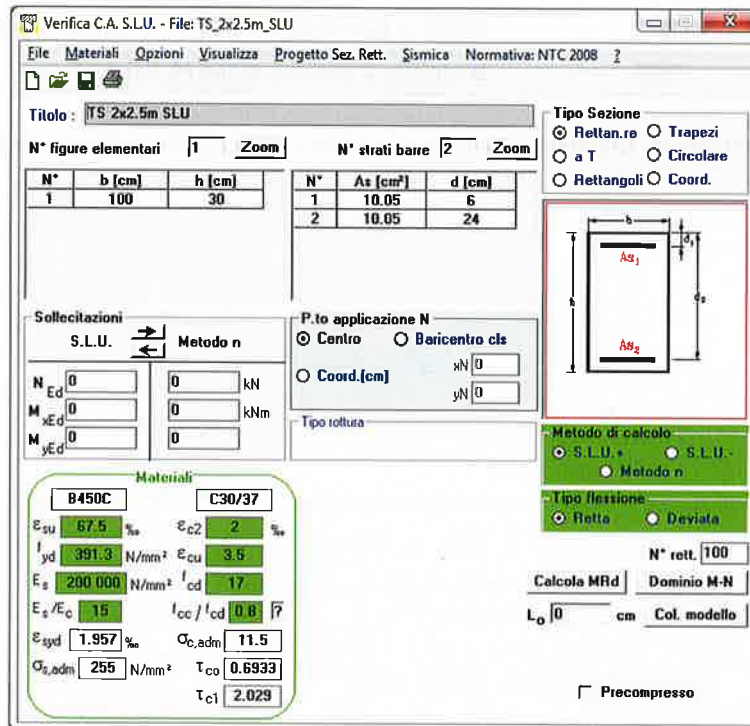 Verifica C.A. S.L.U. - File: TS_2x2.5m_SLU
File Materiali Opzioni Visualizza Progetto Sez. Rett. Sismica Normativa: NTC 2008 ?
Titolo : TS 2x2.5m SLU
N° figure elementari 1 Zoom
N° strati barre 2 Zoom
N° b [cm] h [cm]
1 100 30
N° As [cm²] d [cm]
1 10.05 6
2 10.05 24
Tipo Sezione
Rettan.re Trapezi
a T Circolare
Rettangoli Coord.
b
d1
As1
h
d2
As2
Sollecitazioni
S.L.U. Metodo n
N Ed 0 0 kN
M xEd 0 0 kNm
M yEd 0 0
P.to applicazione N
Centro Baricentro cls
Coord.[cm]
xN 0
yN 0
Tipo rottura
Metodo di calcolo
S.L.U.+ S.L.U.-
Metodo n
Tipo flessione
Retta Deviata
N° rett. 100
Calcola MRd Dominio M-N
L0 0 cm Col. modello
Precompresso
Materiali
B450C C30/37
εsu 67.5 ‰ εc2 2 ‰
fyd 391.3 N/mm² εcu 3.5
Es 200 000 N/mm² fcd 17
Es/Ec 15 fcc / fcd 0.8 ?
εsyd 1.957 ‰ σc,adm 11.5
σs,adm 255 N/mm² τco 0.6933
τc1 2.029